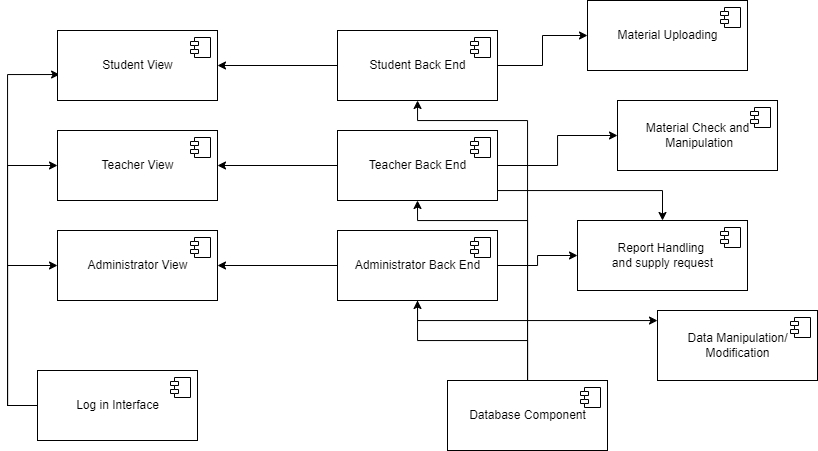 Material Uploading
Student View
Student Back End
Material Check and
Manipulation
Teacher View
Teacher Back End
Report Handling
and supply request
Administrator View
Administrator Back End
Data Manipulation/
Modification
Log in Interface
Database Component